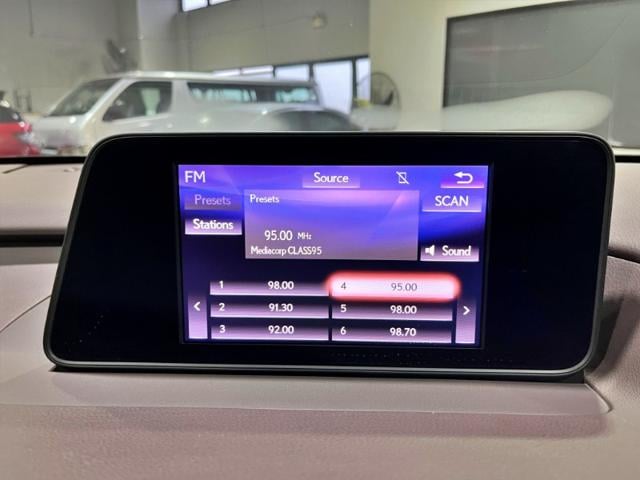 FM
Source
Presets
Presets
SCAN
Stations
95.00 MHz
Mediacorp CLASS95
Sound
1 98.00
4 95.00
2 91.30
5 98.00
3 92.00
6 98.70